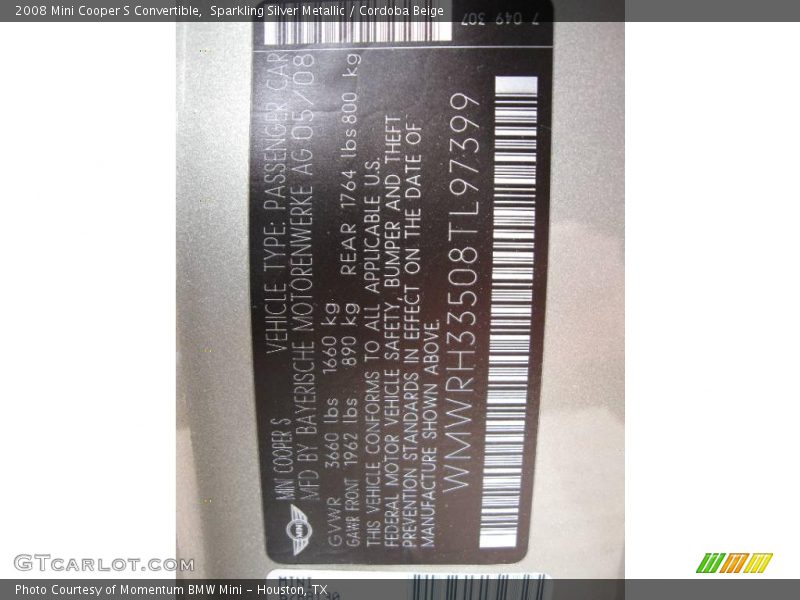 2008 Mini Cooper S Convertible,  Sparkling Silver Metallic / Cordoba Beige
7 049 307
MINI COOPER S VEHICLE TYPE: PASSENGER CAR
MFD BY BAYERISCHE MOTORENWERKE AG 05/08
GVWR 3660 lbs 1660 kg
GAWR FRONT 1962 lbs 890 kg REAR 1764 lbs 800 kg
THIS VEHICLE CONFORMS TO ALL APPLICABLE U.S.
FEDERAL MOTOR VEHICLE SAFETY, BUMPER AND THEFT
PREVENTION STANDARDS IN EFFECT ON THE DATE OF
MANUFACTURE SHOWN ABOVE.
WMWRH33508TL97399
MINI
GTCARLOT.COM
Photo Courtesy of Momentum BMW Mini - Houston, TX